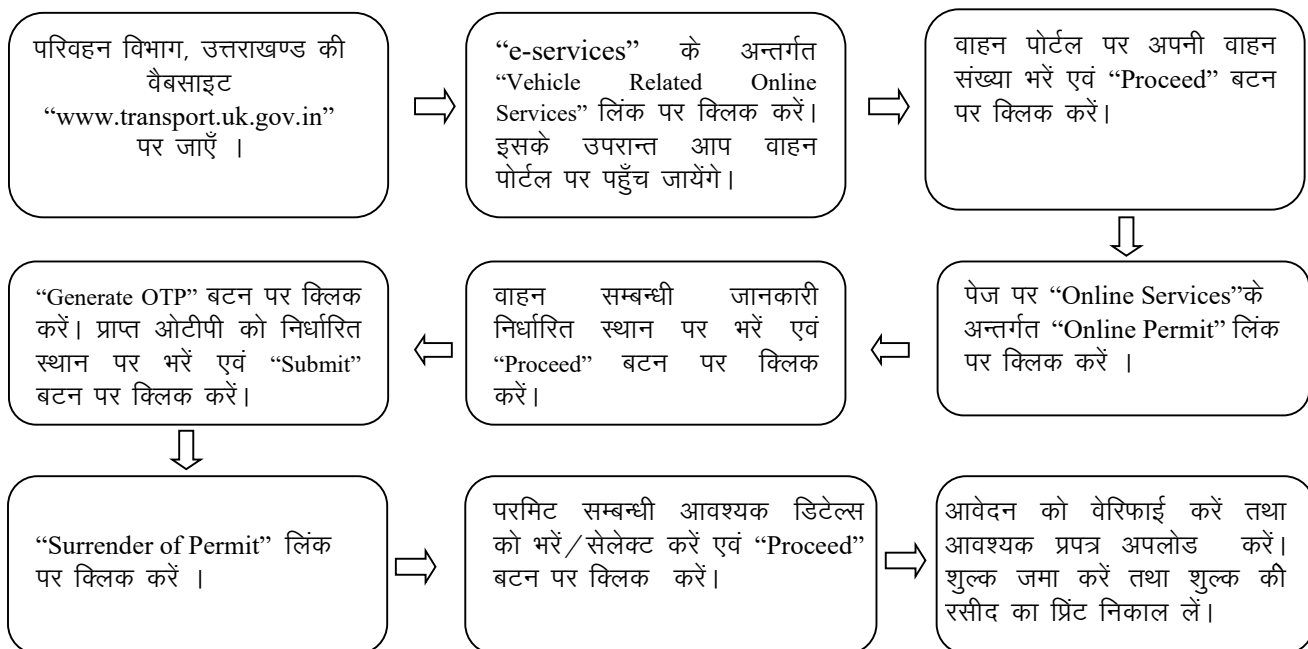 परिवहन विभाग, उत्तराखण्ड की
वैबसाइट
“www.transport.uk.gov.in”
पर जाएँ ।
“e-services” के अन्तर्गत
“Vehicle Related Online
Services” लिंक पर क्लिक करें।
इसके उपरान्त आप वाहन
पोर्टल पर पहुँच जायेंगे।
वाहन पोर्टल पर अपनी वाहन
संख्या भरें एवं “Proceed” बटन
पर क्लिक करें।
पेज पर “Online Services”के
अन्तर्गत “Online Permit” लिंक
पर क्लिक करें ।
वाहन सम्बन्धी जानकारी
निर्धारित स्थान पर भरें एवं
“Proceed” बटन पर क्लिक
करें।
“Generate OTP” बटन पर क्लिक
करें। प्राप्त ओटीपी को निर्धारित
स्थान पर भरें एवं “Submit”
बटन पर क्लिक करें।
“Surrender of Permit” लिंक
पर क्लिक करें ।
परमिट सम्बन्धी आवश्यक डिटेल्स
को भरें/सेलेक्ट करें एवं “Proceed”
बटन पर क्लिक करें।
आवेदन को वेरिफाई करें तथा
आवश्यक प्रपत्र अपलोड करें।
शुल्क जमा करें तथा शुल्क की
रसीद का प्रिंट निकाल लें।